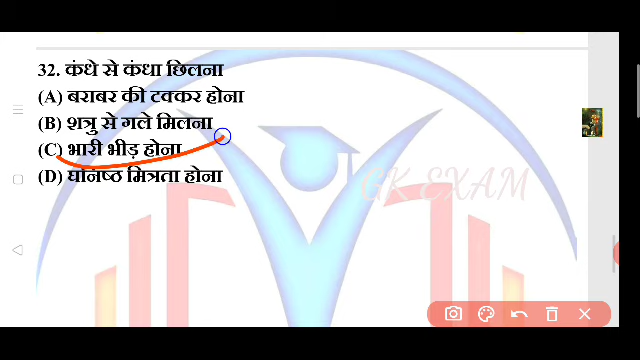 32. कंधे से कंधा छिलना
(A) बराबर की टक्कर होना
(B) शत्रु से गले मिलना
(C) भारी भीड़ होना
(D) घनिष्ठ मित्रता होना
GK EXAM